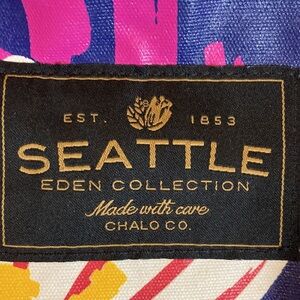 EST. 1853
SEATTLE
EDEN COLLECTION
Made with care
CHALO CO.